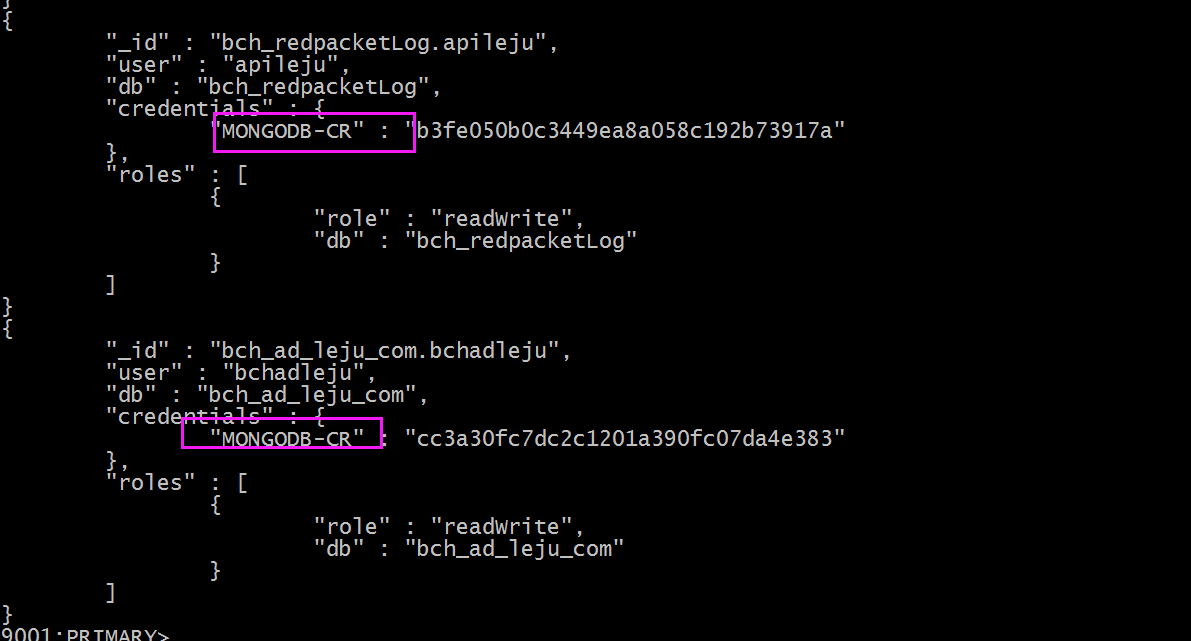 }
{
"_id" : "bch_redpacketLog.apileju",
"user" : "apileju",
"db" : "bch_redpacketLog",
"credentials" : {
"MONGODB-CR" : "b3fe050b0c3449ea8a058c192b73917a"
},
"roles" : [
{
"role" : "readWrite",
"db" : "bch_redpacketLog"
}
]
}
{
"_id" : "bch_ad_leju_com.bchadleju",
"user" : "bchadleju",
"db" : "bch_ad_leju_com",
"credentials" : {
"MONGODB-CR" : "cc3a30fc7dc2c1201a390fc07da4e383"
},
"roles" : [
{
"role" : "readWrite",
"db" : "bch_ad_leju_com"
}
]
}
9001:PRIMARY>